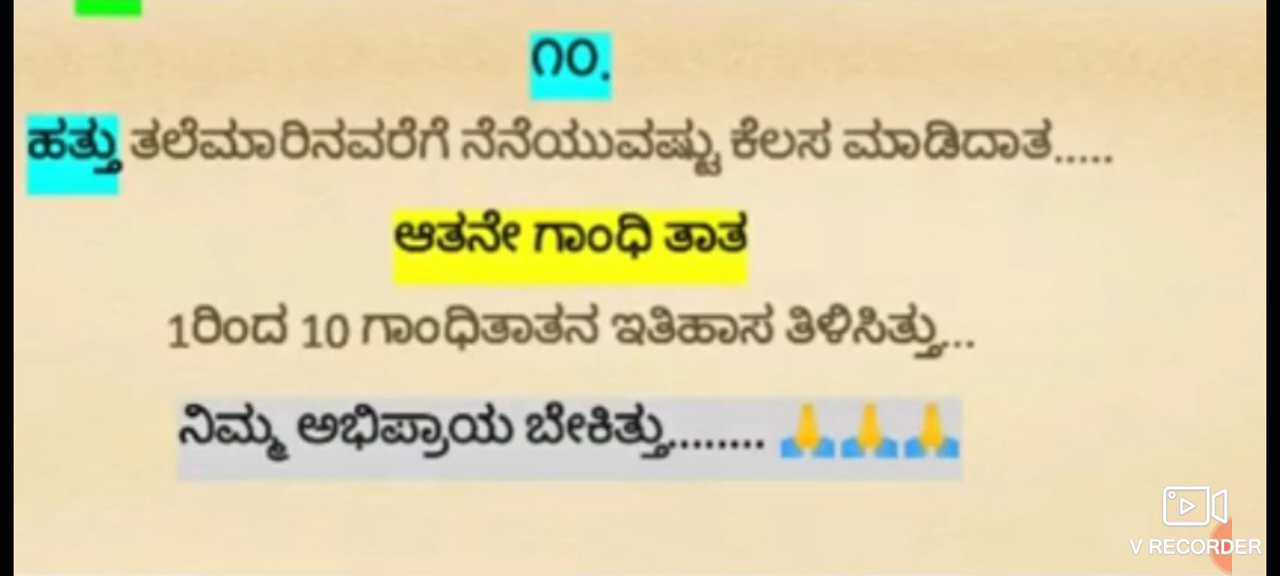 ೧೦.
ಹತ್ತು ತಲೆಮಾರಿನವರೆಗೆ ನೆನೆಯುವಷ್ಟು ಕೆಲಸ ಮಾಡಿದಾತ.....
ಆತನೇ ಗಾಂಧಿ ತಾತ
1ರಿಂದ 10 ಗಾಂಧಿತಾತನ ಇತಿಹಾಸ ತಿಳಿಸಿತ್ತು...
ನಿಮ್ಮ ಅಭಿಪ್ರಾಯ ಬೇಕಿತ್ತು........ 🙏🙏🙏
V RECORDER